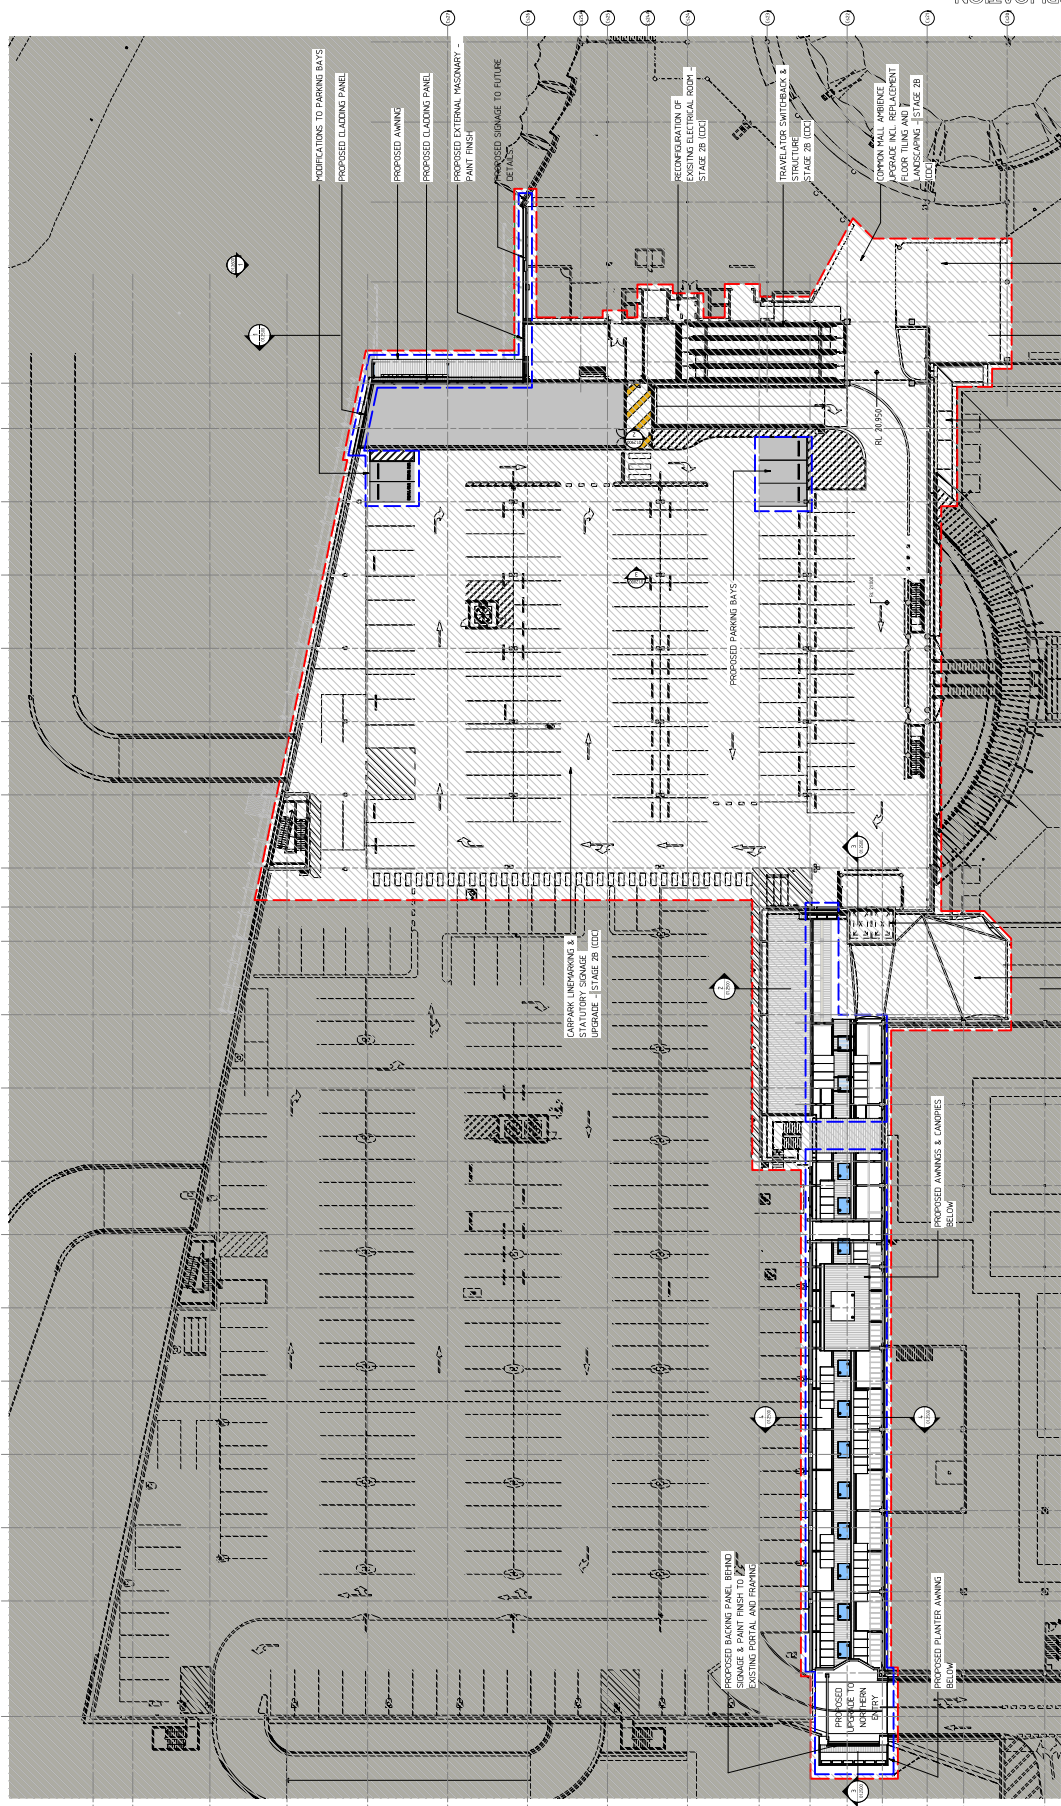 MODIFICATIONS TO PARKING BAYS
PROPOSED CLADDING PANEL
PROPOSED AWNING
PROPOSED CLADDING PANEL
PROPOSED EXTERNAL MASONARY -
PAINT FINISH
PROPOSED SIGNAGE TO FUTURE
DETAILS
RECONFIGURATION OF
EXISITNG ELECTRICAL ROOM -
STAGE 2B (CDC)
TRAVELATOR SWITCHBACK &
STRUCTURE
STAGE 2B (CDC)
COMMON MALL AMBIENCE
UPGRADE INCL. REPLACEMENT
FLOOR TILING AND
LANDSCAPING - STAGE 2B
(CDC)
RL 20.950
PROPOSED PARKING BAYS
CARPARK LINEMARKING &
STATUTORY SIGNAGE
UPGRADE - STAGE 2B (CDC)
PROPOSED AWNINGS & CANOPIES
BELOW
PROPOSED BACKING PANEL BEHIND
SIGNAGE & PAINT FINISH TO
EXISTING PORTAL AND FRAMING
PROPOSED
UPGRADE TO
NORTHERN
ENTRY
PROPOSED PLANTER AWNING
BELOW